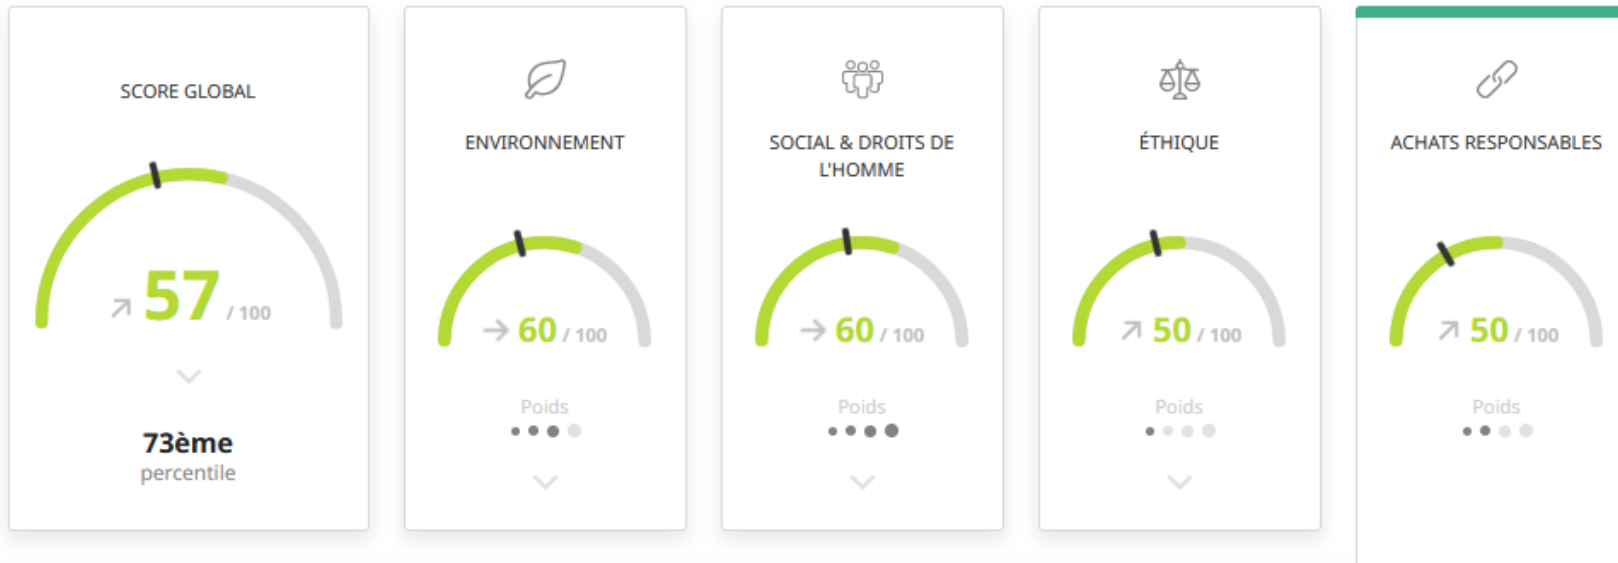 SCORE GLOBAL
57 / 100
73ème
percentile
ENVIRONNEMENT
60 / 100
Poids
SOCIAL & DROITS DE
L'HOMME
60 / 100
Poids
ÉTHIQUE
50 / 100
Poids
ACHATS RESPONSABLES
50 / 100
Poids